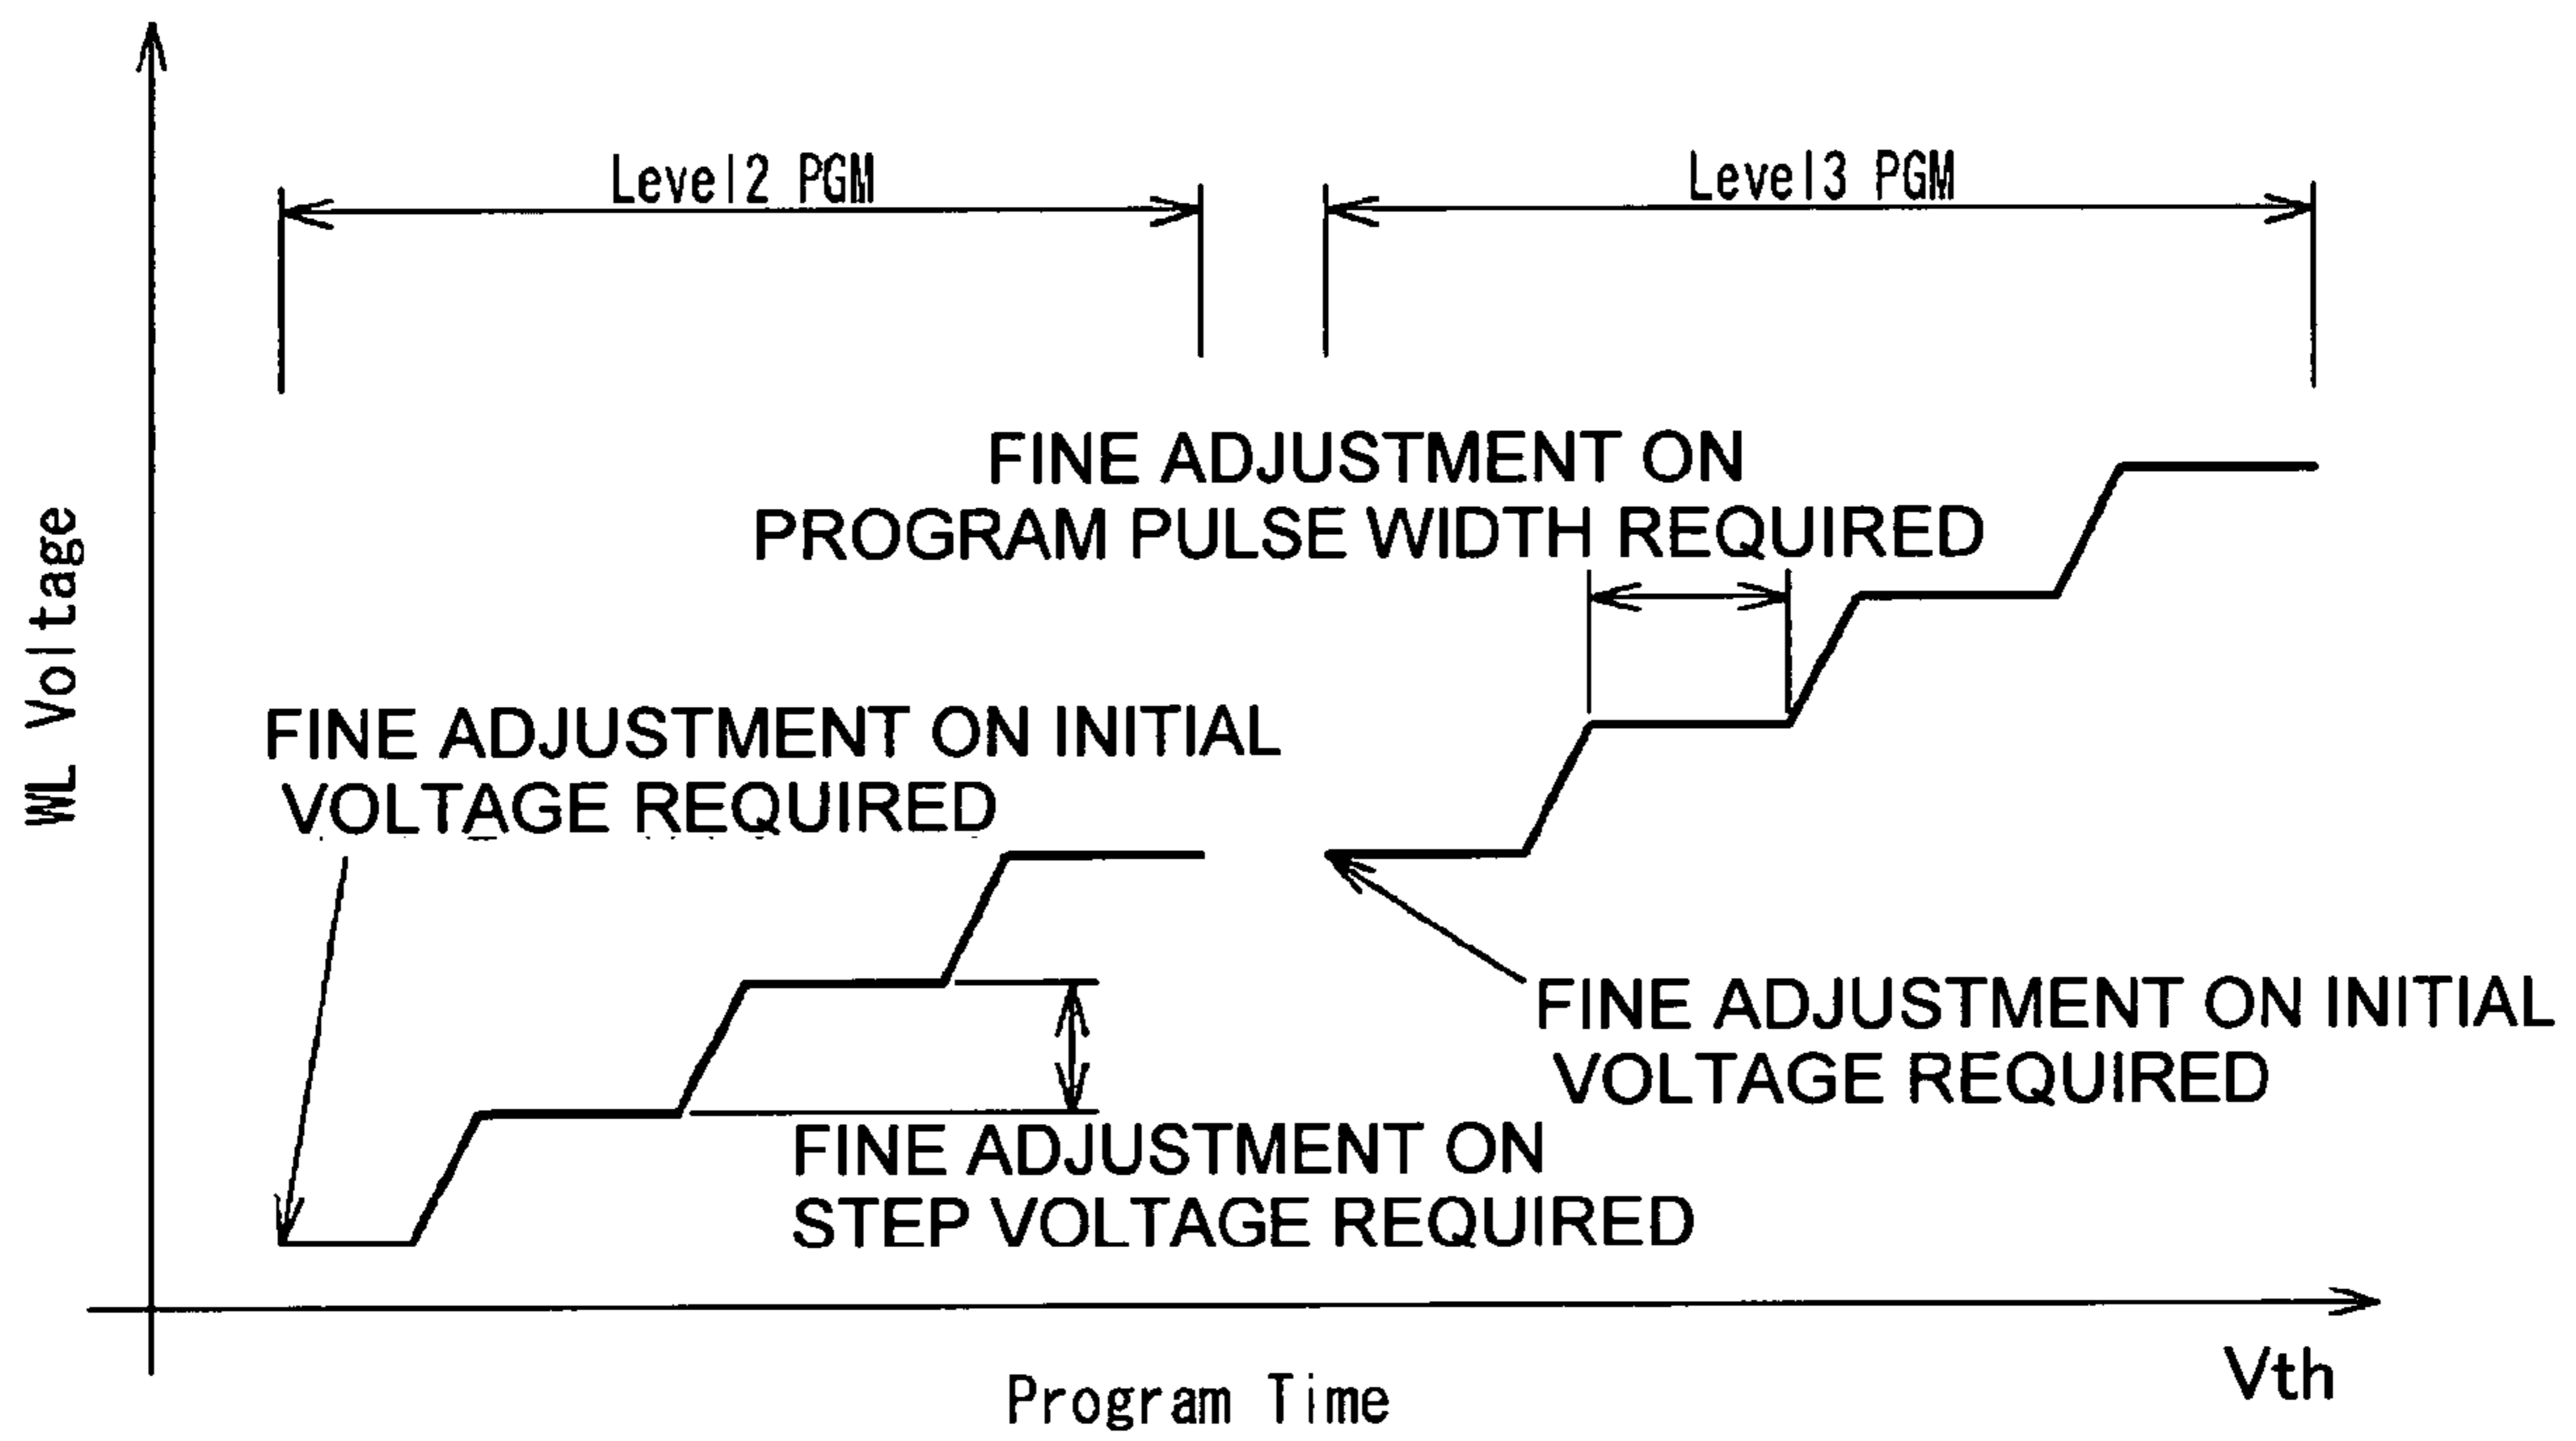 Level2 PGM
Level3 PGM
FINE ADJUSTMENT ON
PROGRAM PULSE WIDTH REQUIRED
WL Voltage
FINE ADJUSTMENT ON INITIAL
VOLTAGE REQUIRED
FINE ADJUSTMENT ON INITIAL
VOLTAGE REQUIRED
FINE ADJUSTMENT ON
STEP VOLTAGE REQUIRED
Vth
Program Time